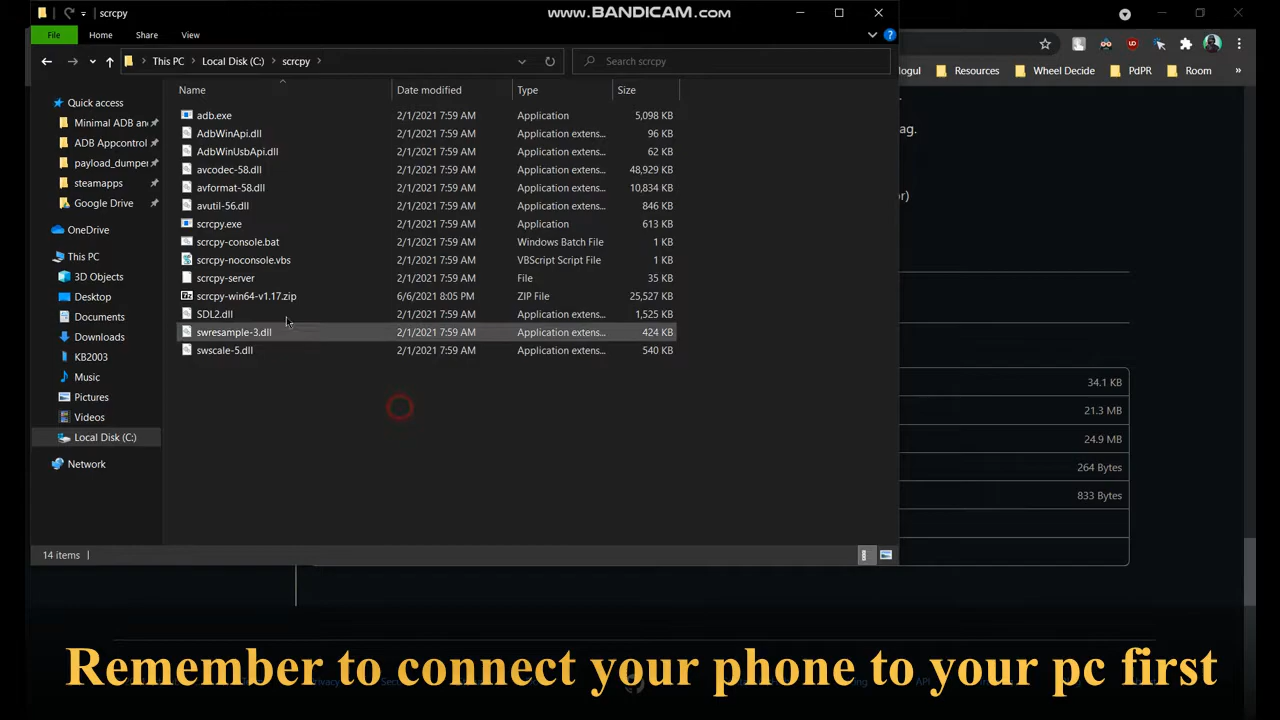 scrcpy
www.BANDICAM.com
File Home Share View
This PC Local Disk (C:) scrcpy
Search scrcpy
ogul Resources Wheel Decide PdPR Room »
Name Date modified Type Size
Quick access
Minimal ADB an
ADB Appcontrol
payload_dumper
steamapps
Google Drive
OneDrive
This PC
3D Objects
Desktop
Documents
Downloads
KB2003
Music
Pictures
Videos
Local Disk (C:)
Network
adb.exe 2/1/2021 7:59 AM Application 5,098 KB
AdbWinApi.dll 2/1/2021 7:59 AM Application extens... 96 KB
AdbWinUsbApi.dll 2/1/2021 7:59 AM Application extens... 62 KB
avcodec-58.dll 2/1/2021 7:59 AM Application extens... 48,929 KB
avformat-58.dll 2/1/2021 7:59 AM Application extens... 10,834 KB
avutil-56.dll 2/1/2021 7:59 AM Application extens... 846 KB
scrcpy.exe 2/1/2021 7:59 AM Application 613 KB
scrcpy-console.bat 2/1/2021 7:59 AM Windows Batch File 1 KB
scrcpy-noconsole.vbs 2/1/2021 7:59 AM VBScript Script File 1 KB
scrcpy-server 2/1/2021 7:59 AM File 35 KB
scrcpy-win64-v1.17.zip 6/6/2021 8:05 PM ZIP File 25,527 KB
SDL2.dll 2/1/2021 7:59 AM Application extens... 1,525 KB
swresample-3.dll 2/1/2021 7:59 AM Application extens... 424 KB
swscale-5.dll 2/1/2021 7:59 AM Application extens... 540 KB
14 items
ag.
or)
34.1 KB
21.3 MB
24.9 MB
264 Bytes
833 Bytes
Remember to connect your phone to your pc first